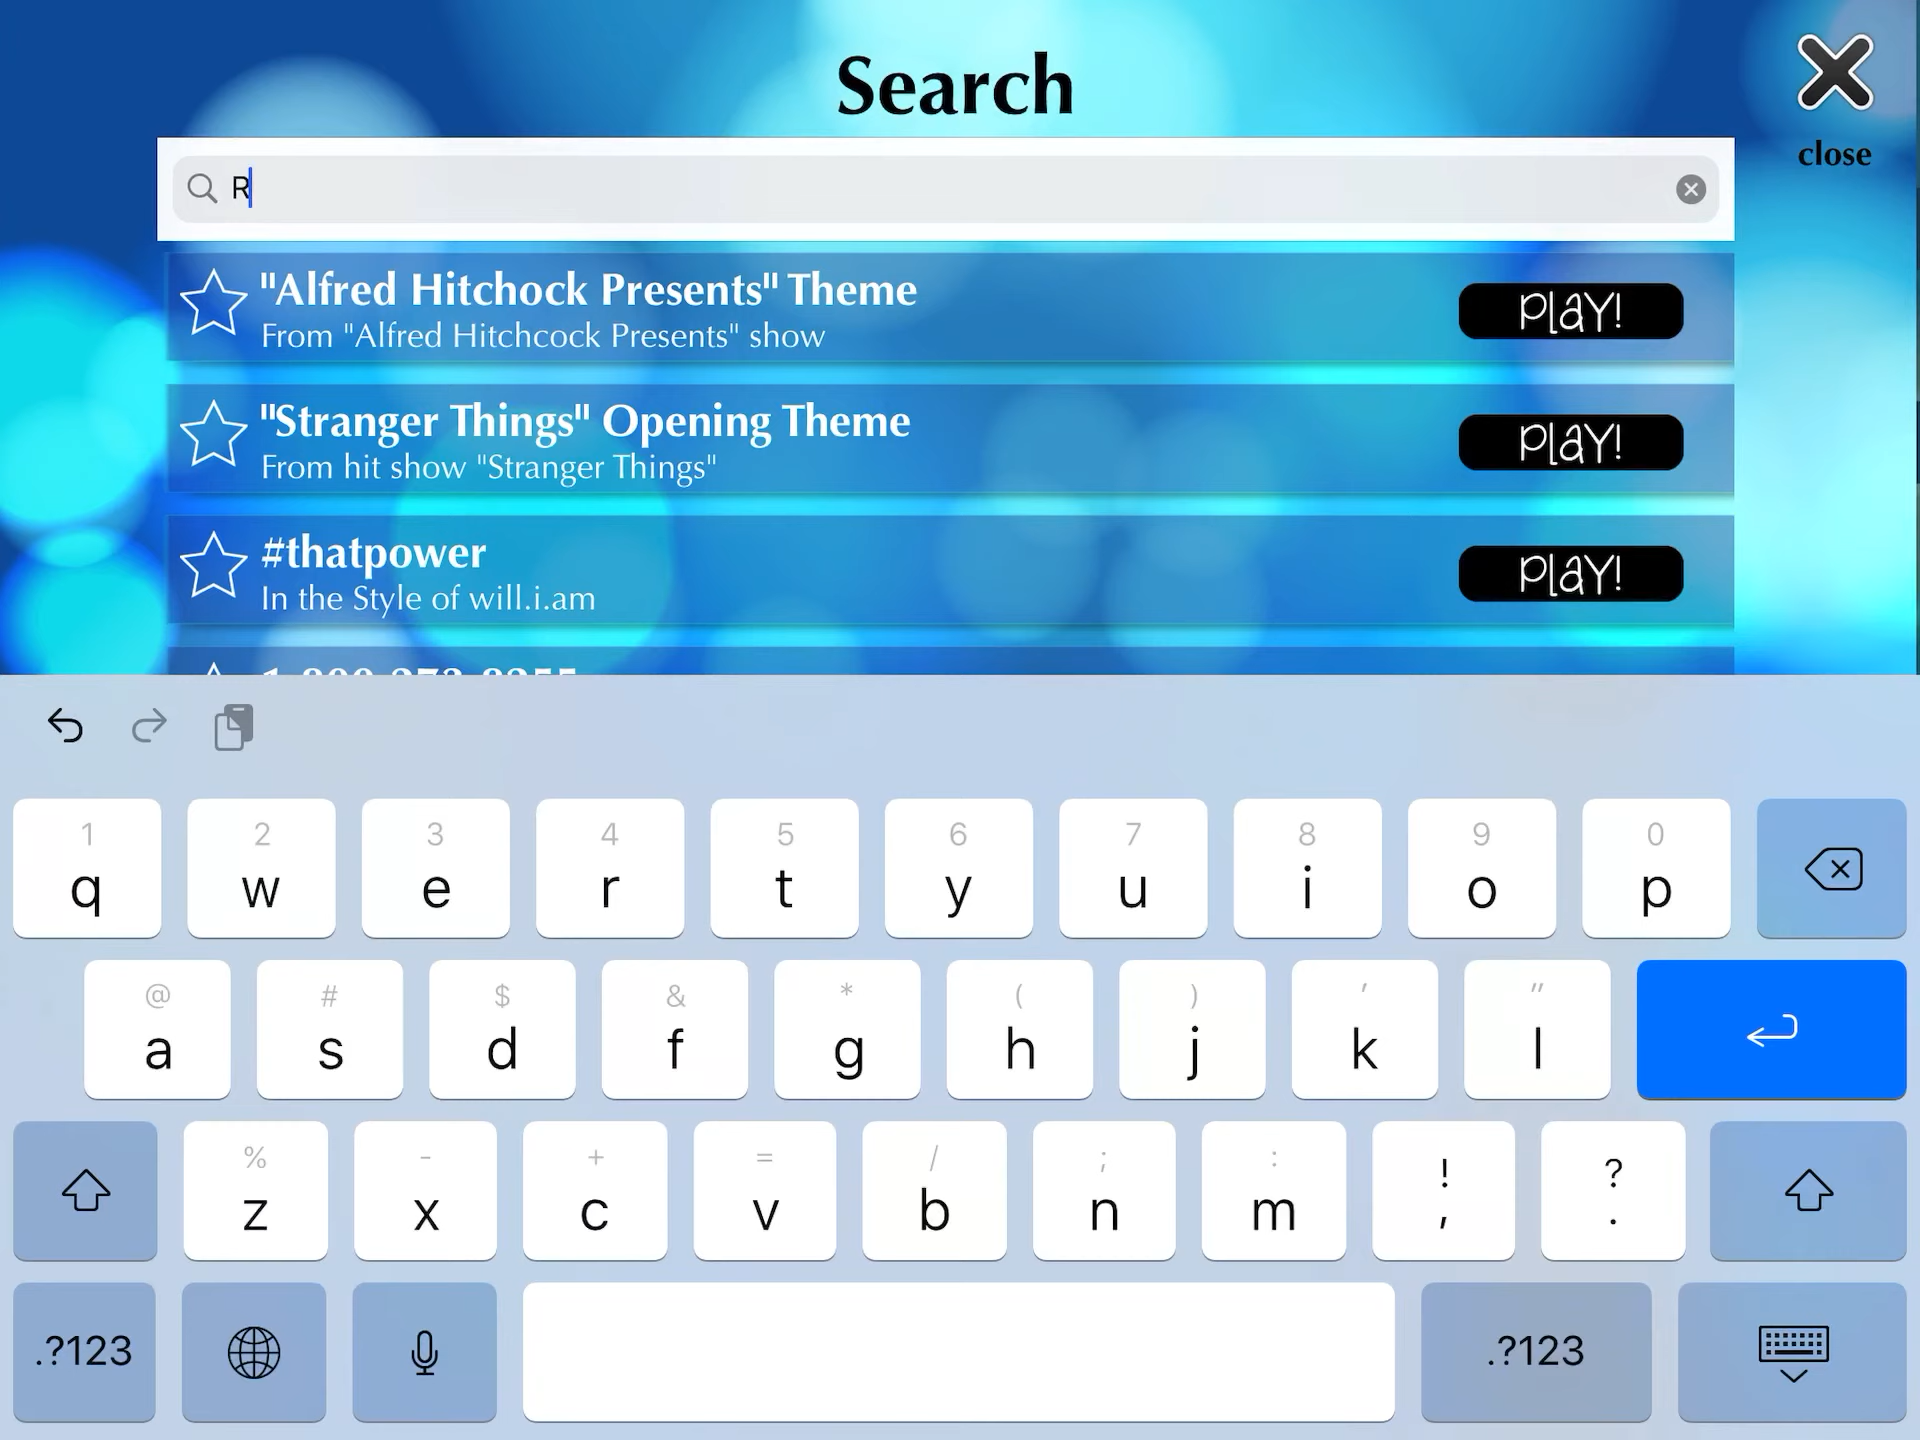 Search
close
R
"Alfred Hitchock Presents" Theme
From "Alfred Hitchcock Presents" show
PLAY!
"Stranger Things" Opening Theme
From hit show "Stranger Things"
PLAY!
#thatpower
In the Style of will.i.am
PLAY!
1 2 3 4 5 6 7 8 9 0
q w e r t y u i o p
@ # $ & * ( ) ' "
a s d f g h j k l
% - + = / ; : ! ?
z x c v b n m , .
.?123 .?123